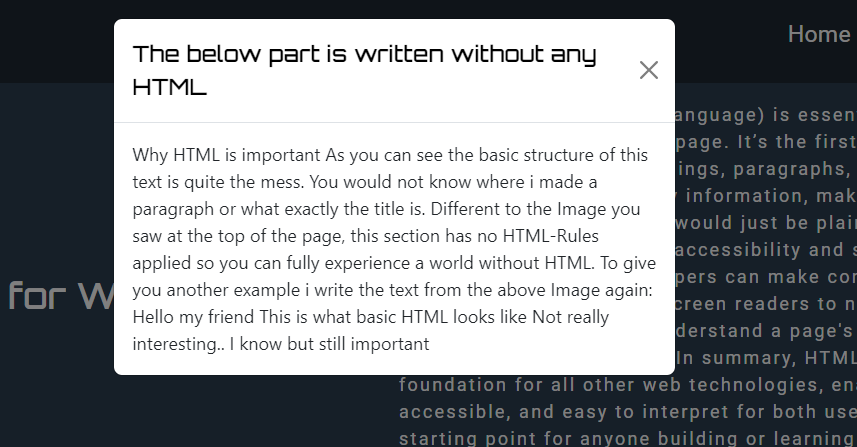 Home
The below part is written without any
HTML
Why HTML is important As you can see the basic structure of this
text is quite the mess. You would not know where i made a
paragraph or what exactly the title is. Different to the Image you
saw at the top of the page, this section has no HTML-Rules
applied so you can fully experience a world without HTML. To give
you another example i write the text from the above Image again:
Hello my friend This is what basic HTML looks like Not really
interesting.. I know but still important
for W
anguage) is essen
page. It’s the first
ings, paragraphs,
information, mak
would just be plain
accessibility and s
pers can make con
creen readers to n
derstand a page's
In summary, HTML
foundation for all other web technologies, ena
accessible, and easy to interpret for both use
starting point for anyone building or learning